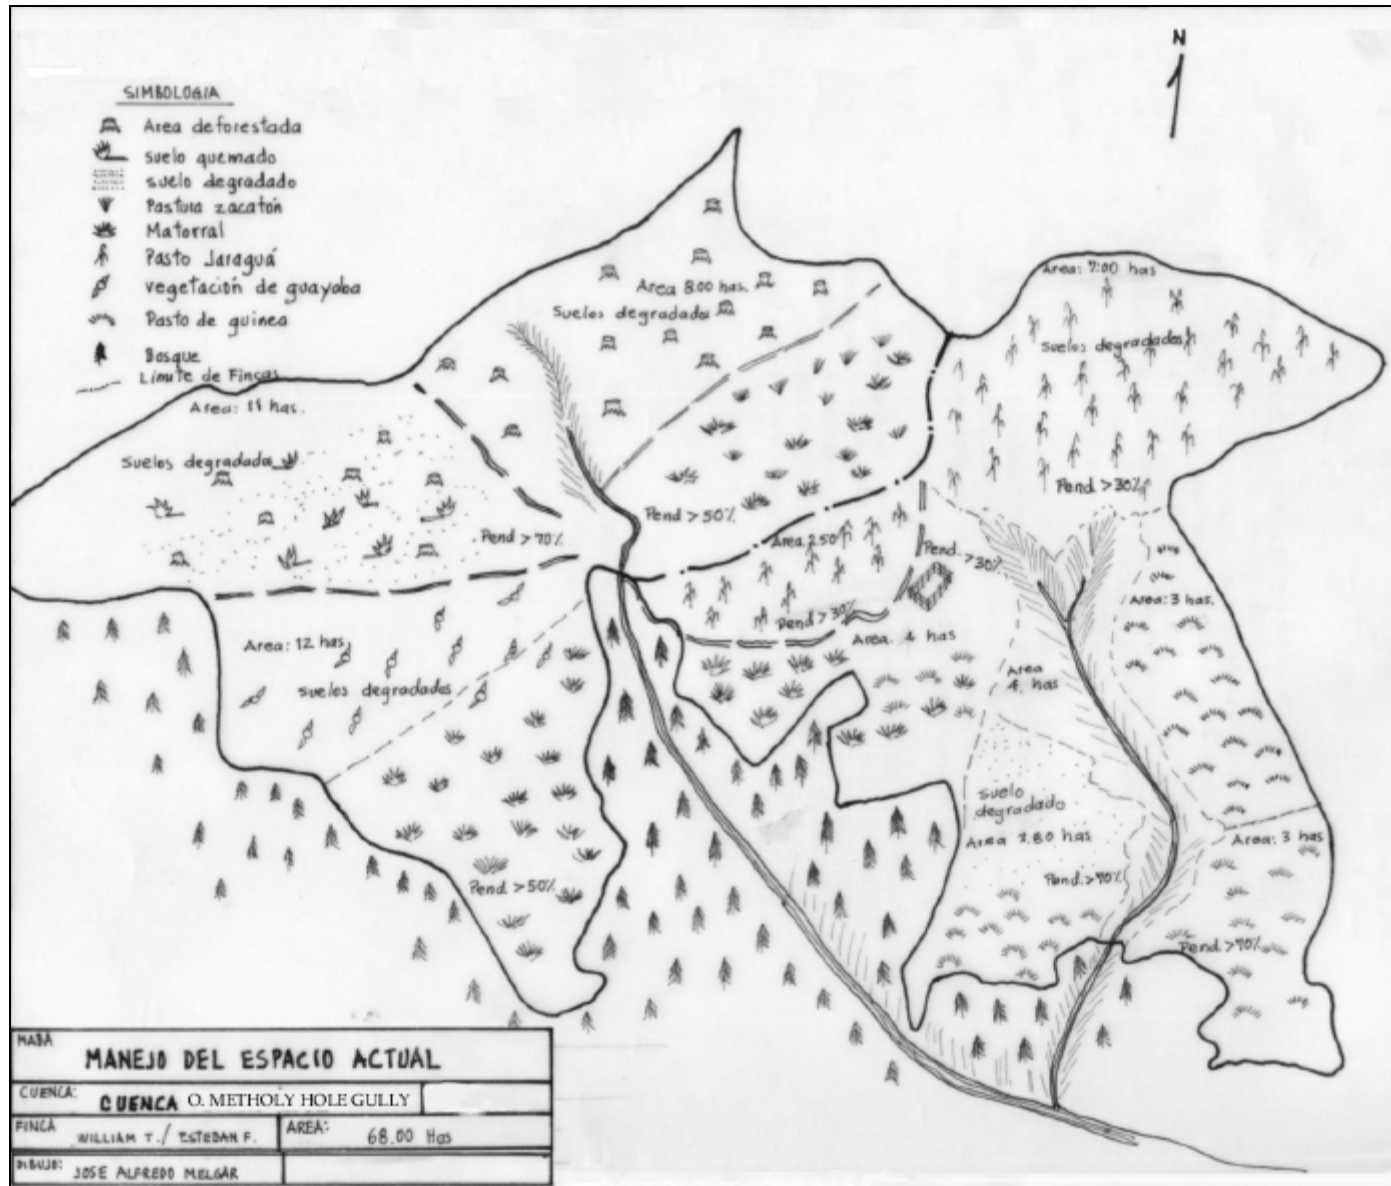 N
SIMBOLOGIA
Area deforestada
suelo quemado
suelo degradado
Pastura zacatón
Matorral
Pasto Jaraguá
vegetación de guayaba
Pasto de guinea
Bosque
Límite de Fincas
Area: 11 has.
Suelos degradada
Pend > 70%
Area 8.00 has.
Suelos degradada
Pend > 50%
Area: 7.00 has
Suelos degradados
Pend > 30%
Area 2.50
Pend > 30%
Pend. > 30%
Area 4 has
Area: 3 has.
Area: 12 has
suelos degradados
Area
4. has
Suelo
degradado
Area 7.80 has
Pend. > 70%
Area: 3 has
Pend. > 70%
Pend. > 50%
MANEJO DEL ESPACIO ACTUAL
CUENCA: CUENCA O. METHOLY HOLE GULLY
FINCA WILLIAM T./ ESTEBAN F. AREA: 68.00 Has
DIBUJO: JOSE ALFREDO MELGAR